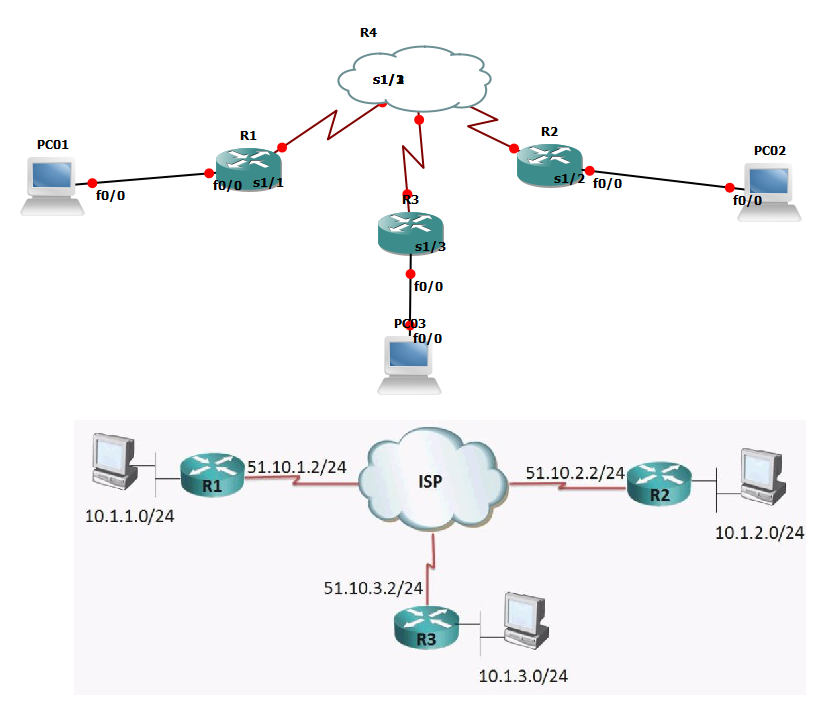 R4
s1/1
PC01
R1
R2
PC02
f0/0
f0/0
s1/1
R3
s1/2
f0/0
f0/0
s1/3
f0/0
PC03
f0/0
51.10.1.2/24
ISP
51.10.2.2/24
R1
R2
10.1.1.0/24
10.1.2.0/24
51.10.3.2/24
R3
10.1.3.0/24